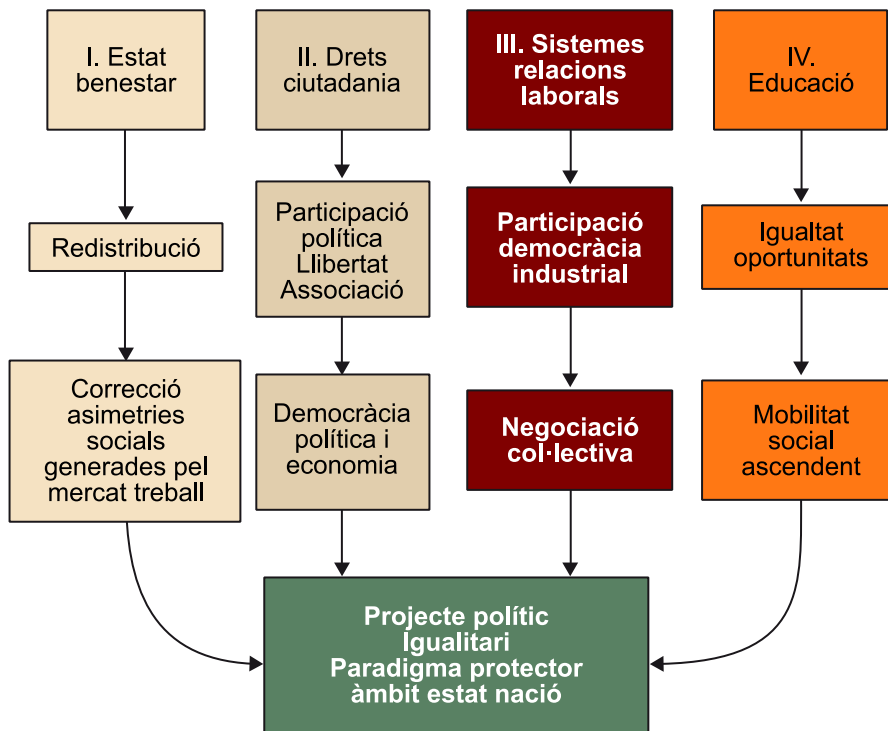 I. Estat
benestar
II. Drets
ciutadania
III. Sistemes
relacions
laborals
IV.
Educació
Redistribució
Participació
política
Llibertat
Associació
Participació
democràcia
industrial
Igualtat
oportunitats
Correcció
asimetries
socials
generades pel
mercat treball
Democràcia
política i
economia
Negociació
col·lectiva
Mobilitat
social
ascendent
Projecte polític
Igualitari
Paradigma protector
àmbit estat nació